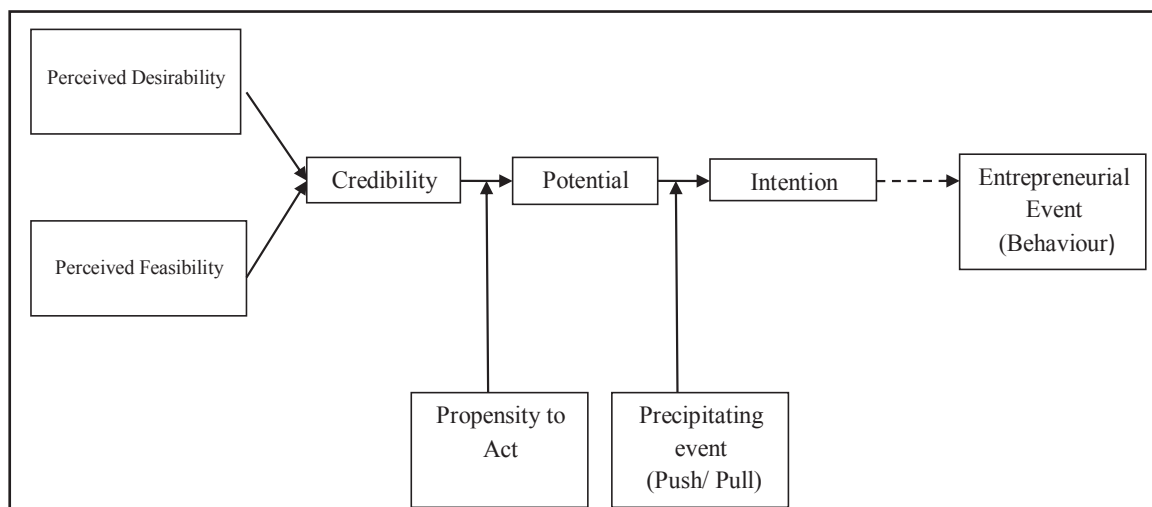 Perceived Desirability
Perceived Feasibility
Credibility
Potential
Intention
Entrepreneurial
Event
(Behaviour)
Propensity to
Act
Precipitating
event
(Push/ Pull)